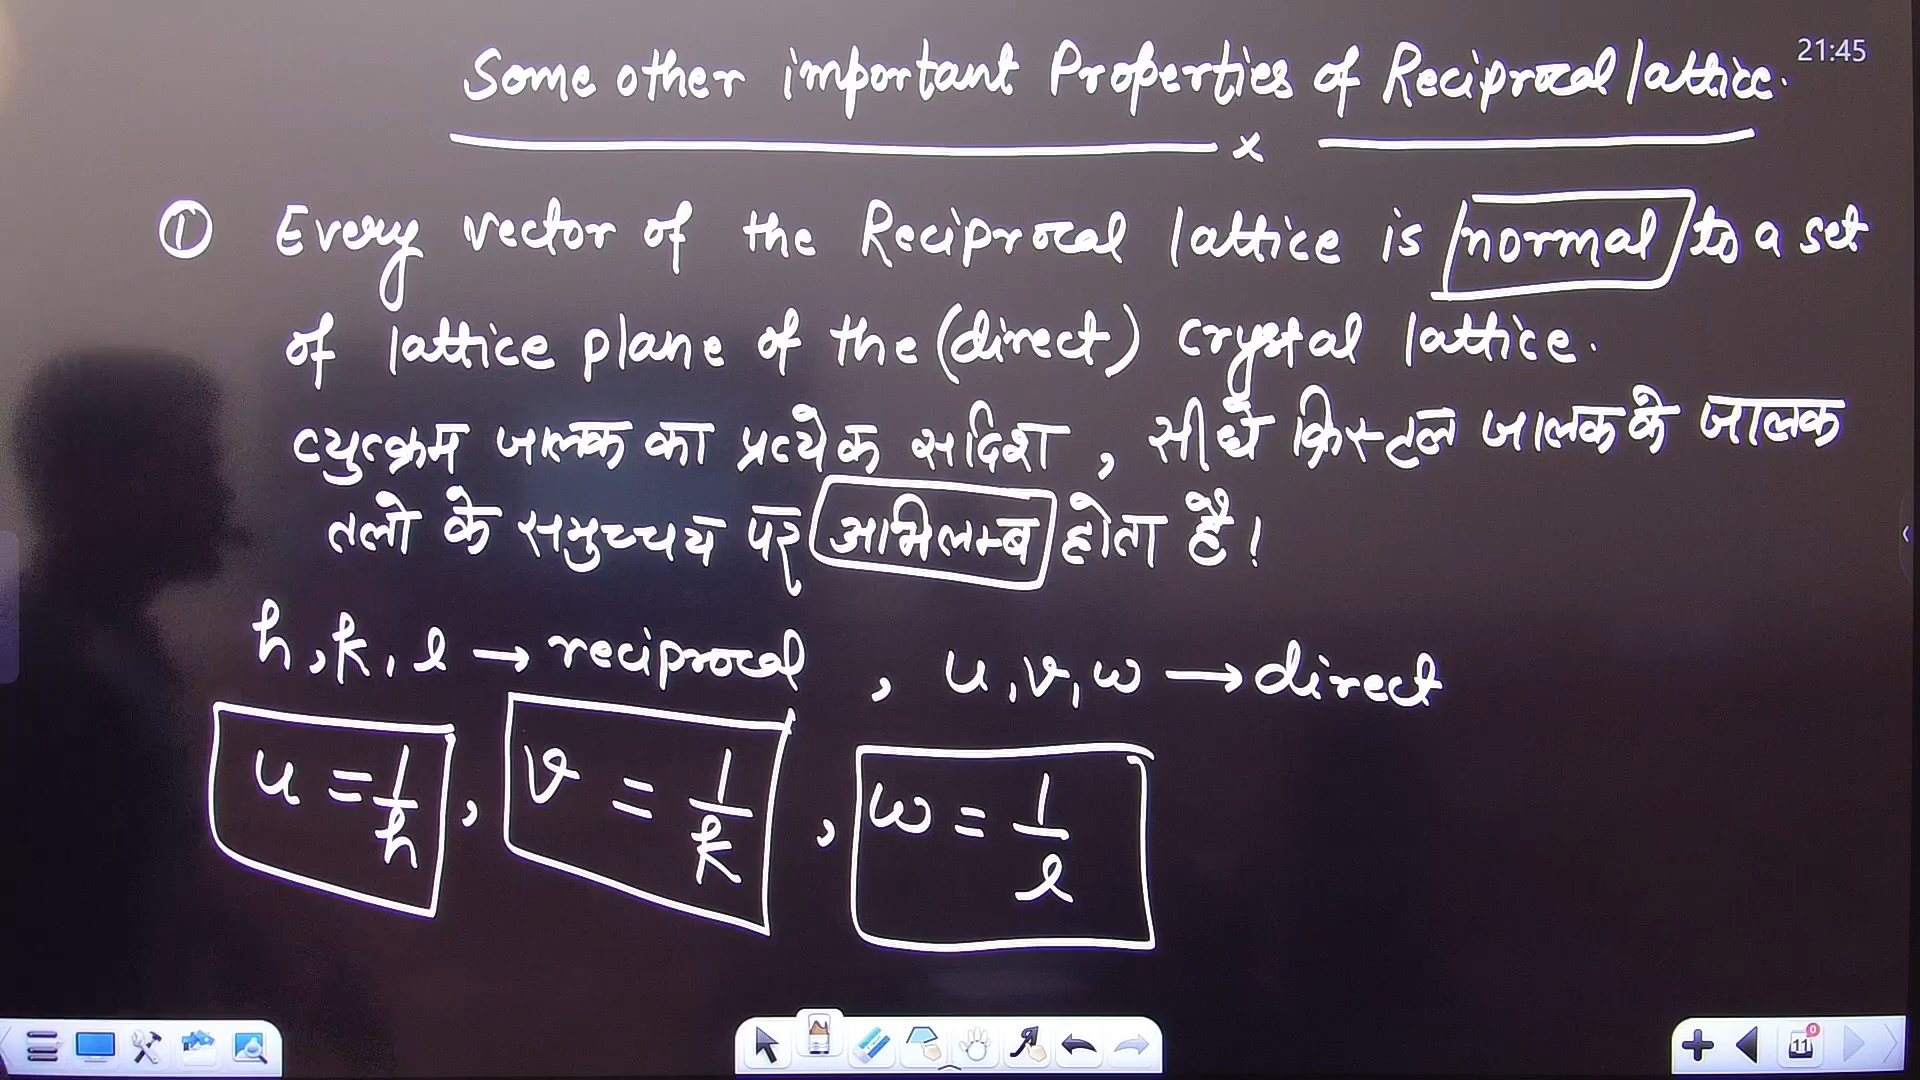 21:45
Some other important Properties of Reciprocal lattice.
x
① Every vector of the Reciprocal lattice is normal to a set
of lattice plane of the (direct) crystal lattice.
व्युत्क्रम जालक का प्रत्येक सदिश , सीधे क्रिस्टल जालक के जालक
तलो के समुच्चय पर अभिलम्ब होता है।
h, k, l → reciprocal , u, v, w → direct
u = 1/h , v = 1/k , w = 1/l
0
11